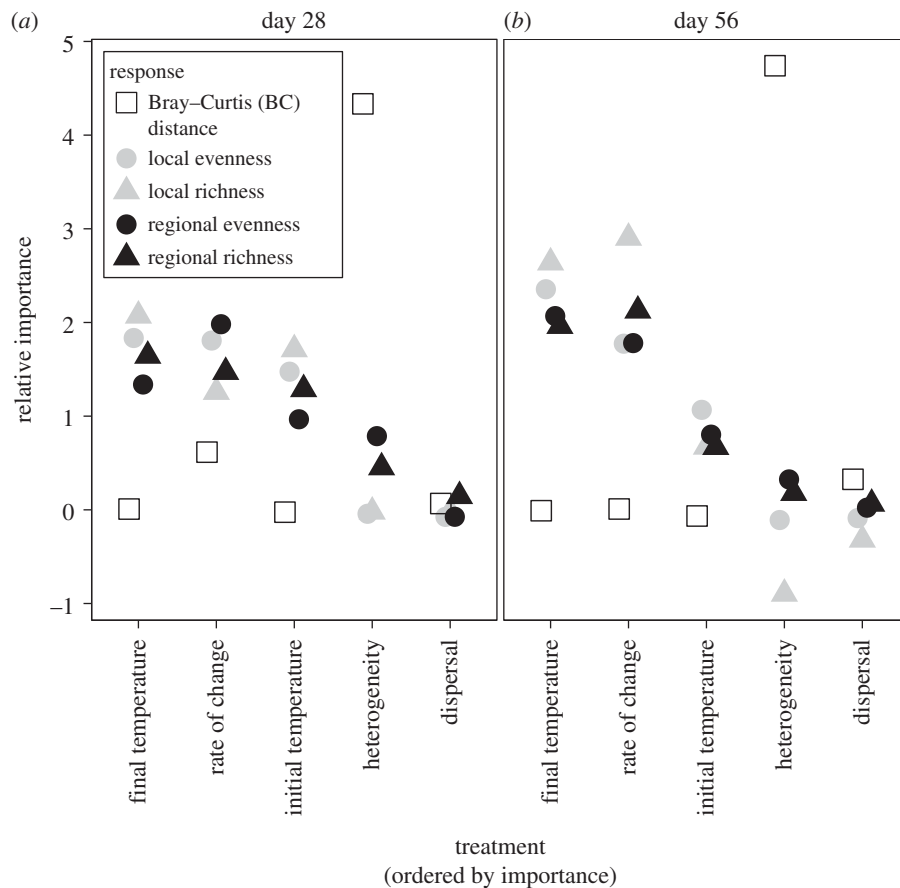 (a) day 28 (b) day 56
5
4
3
2
1
0
–1
relative importance
response
Bray–Curtis (BC)
distance
local evenness
local richness
regional evenness
regional richness
final temperature
rate of change
initial temperature
heterogeneity
dispersal
final temperature
rate of change
initial temperature
heterogeneity
dispersal
treatment
(ordered by importance)